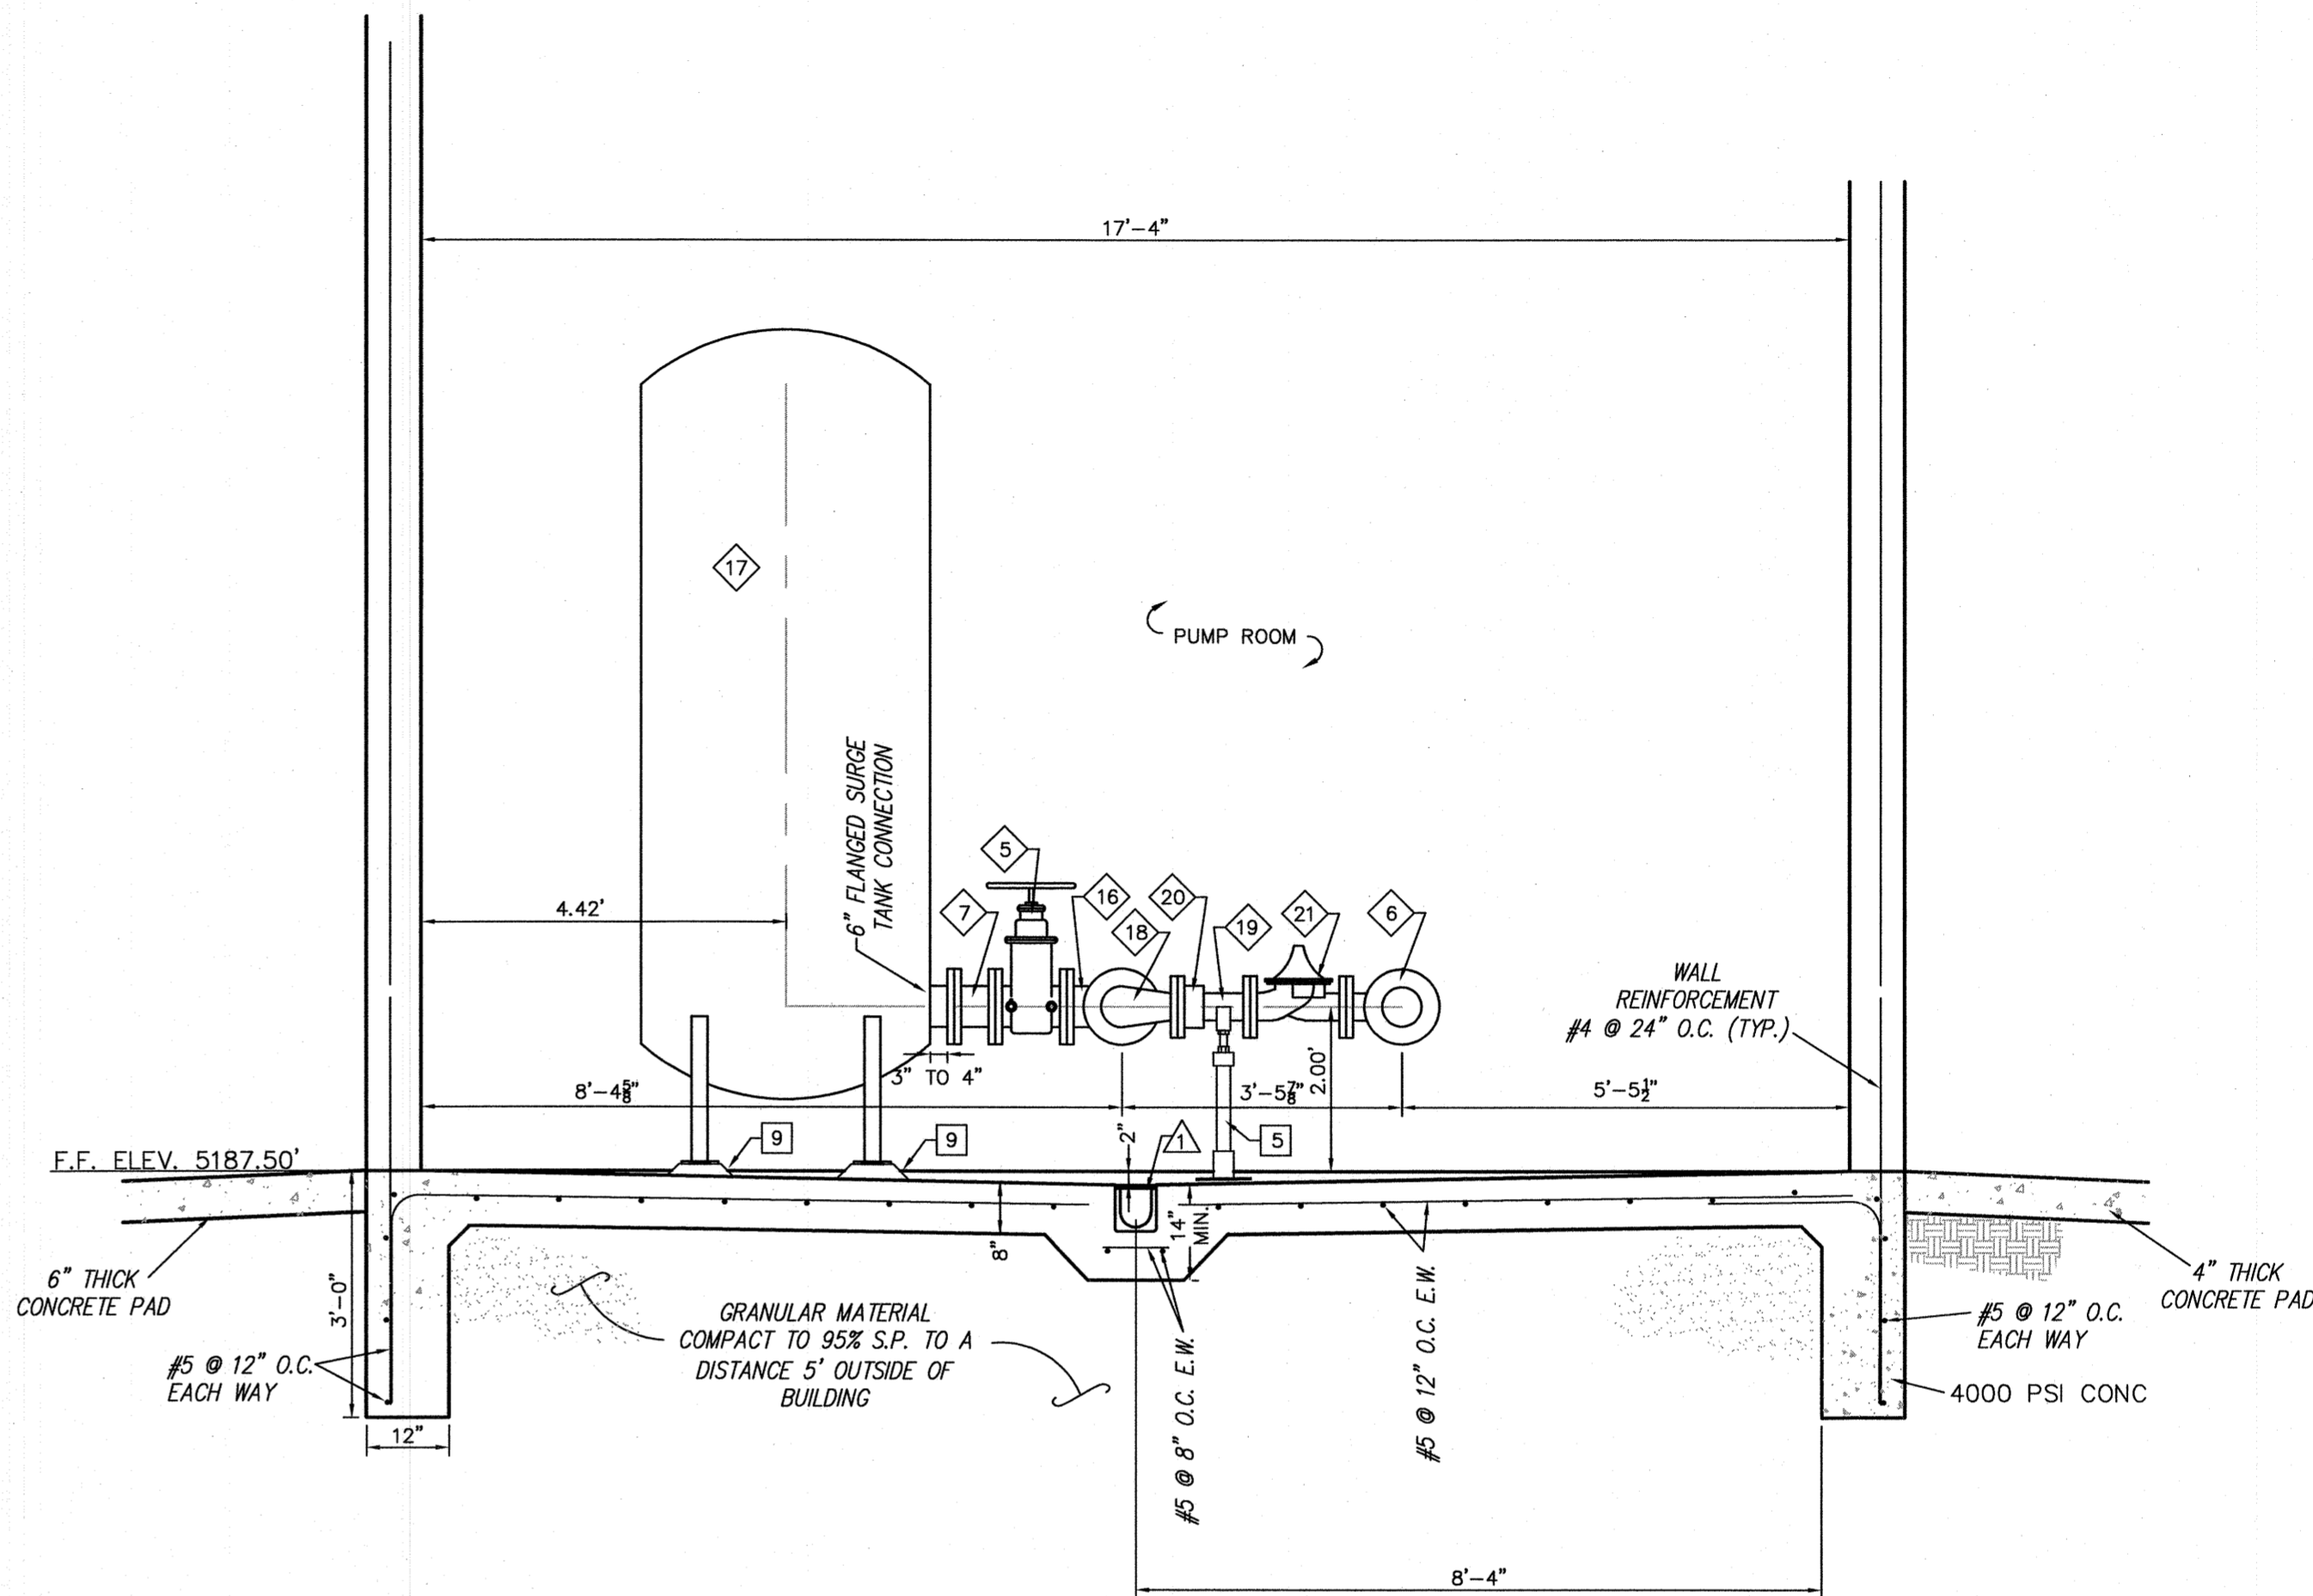 17'-4"
17
PUMP ROOM
6" FLANGED SURGE
TANK CONNECTION
5
7
16
18
20
19
21
6
4.42'
WALL
REINFORCEMENT
#4 @ 24" O.C. (TYP.)
3" TO 4"
8'-4⅝"
3'-5⅞"
2.00'
5'-5½"
2"
1
5
9
9
F.F. ELEV. 5187.50'
8"
14"
MIN.
6" THICK
CONCRETE PAD
3'-0"
#5 @ 12" O.C.
EACH WAY
12"
GRANULAR MATERIAL
COMPACT TO 95% S.P. TO A
DISTANCE 5' OUTSIDE OF
BUILDING
#5 @ 8" O.C. E.W.
#5 @ 12" O.C. E.W.
4" THICK
CONCRETE PAD
#5 @ 12" O.C.
EACH WAY
4000 PSI CONC
8'-4"